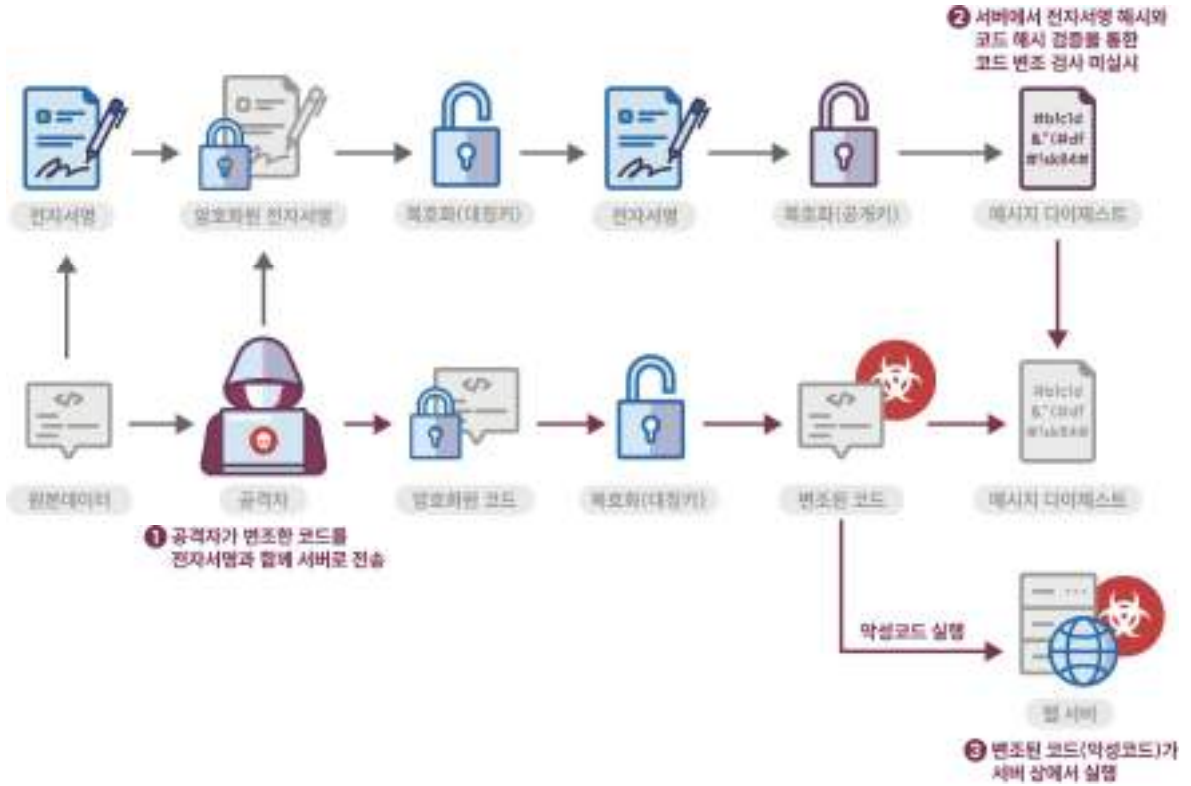 ❷ 서버에서 전자서명 해시와
코드 해시 검증을 통한
코드 변조 검사 미실시
#b1c1d
&*(#df
#!sk84#
전자서명
암호화된 전자서명
복호화(대칭키)
전자서명
복호화(공개키)
메시지 다이제스트
</>
</>
</>
#b1c1d
&*(#df
#!sk84#
원본데이터
공격자
암호화된 코드
복호화(대칭키)
변조된 코드
메시지 다이제스트
❶ 공격자가 변조한 코드를
전자서명과 함께 서버로 전송
악성코드 실행
웹 서버
❸ 변조된 코드(악성코드)가
서버 상에서 실행